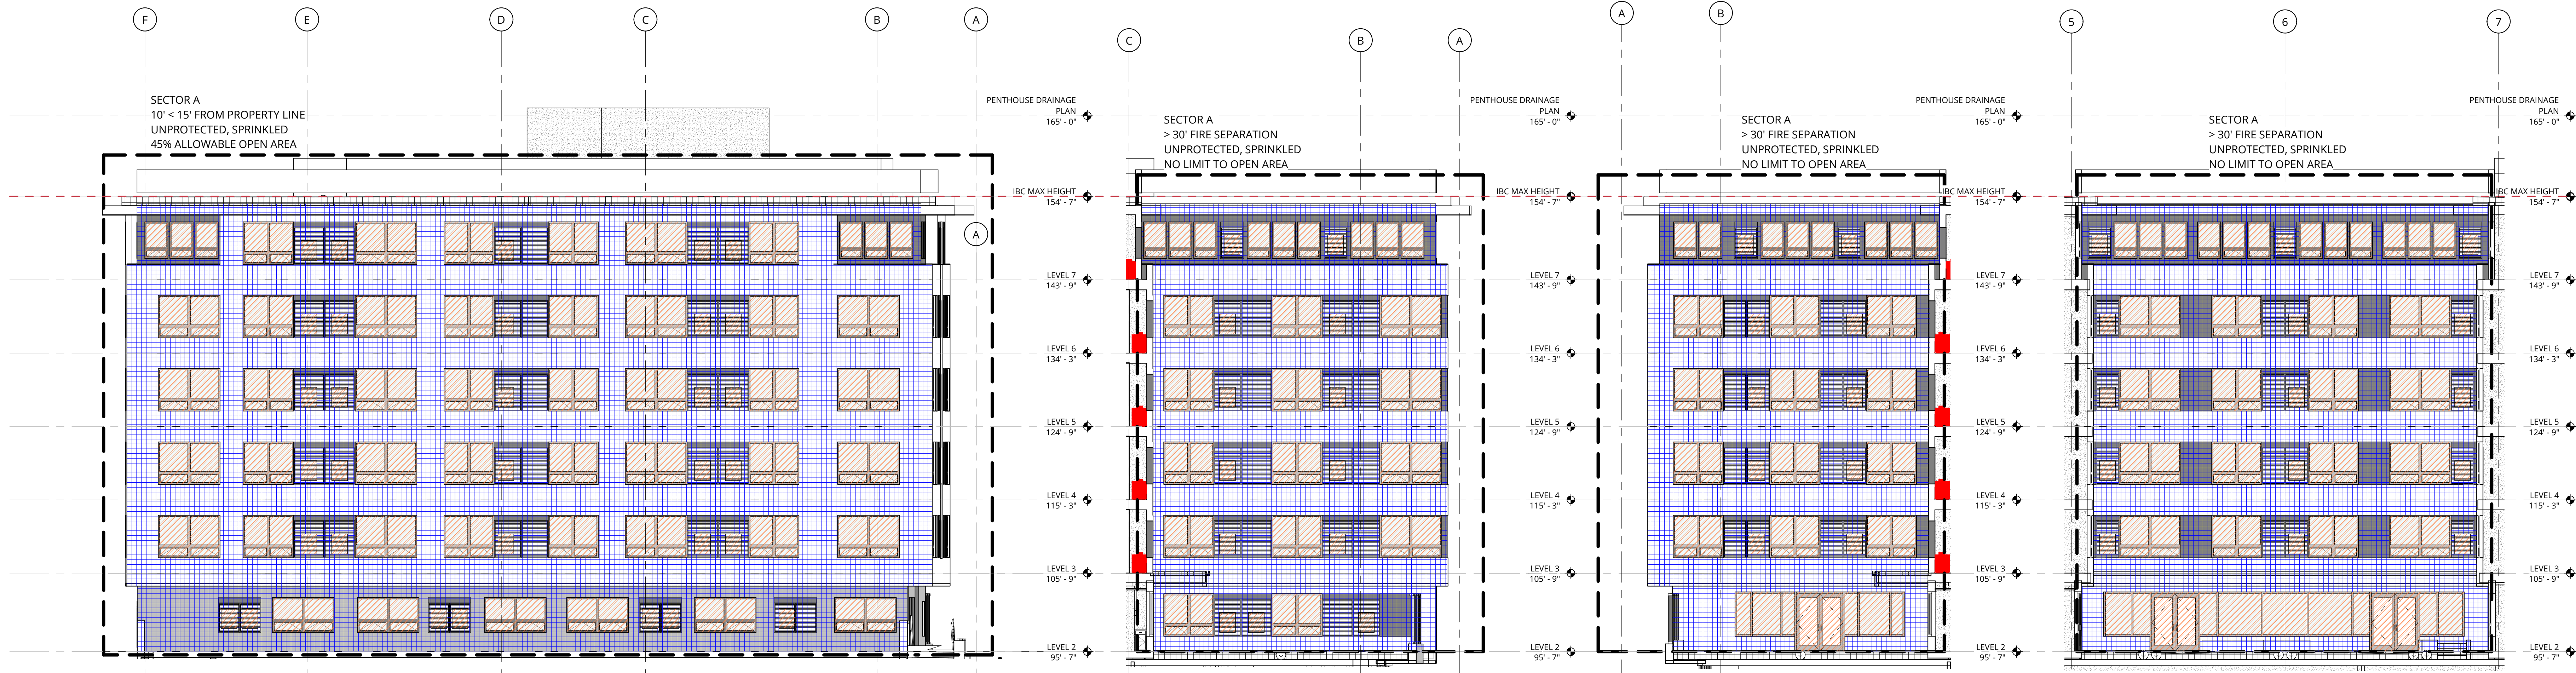 F
E
D
C
B
A
SECTOR A
10' < 15' FROM PROPERTY LINE
UNPROTECTED, SPRINKLED
45% ALLOWABLE OPEN AREA
A
PENTHOUSE DRAINAGE
PLAN
165' - 0"
IBC MAX HEIGHT
154' - 7"
LEVEL 7
143' - 9"
LEVEL 6
134' - 3"
LEVEL 5
124' - 9"
LEVEL 4
115' - 3"
LEVEL 3
105' - 9"
LEVEL 2
95' - 7"
C
B
A
SECTOR A
> 30' FIRE SEPARATION
UNPROTECTED, SPRINKLED
NO LIMIT TO OPEN AREA
PENTHOUSE DRAINAGE
PLAN
165' - 0"
IBC MAX HEIGHT
154' - 7"
LEVEL 7
143' - 9"
LEVEL 6
134' - 3"
LEVEL 5
124' - 9"
LEVEL 4
115' - 3"
LEVEL 3
105' - 9"
LEVEL 2
95' - 7"
A
B
SECTOR A
> 30' FIRE SEPARATION
UNPROTECTED, SPRINKLED
NO LIMIT TO OPEN AREA
PENTHOUSE DRAINAGE
PLAN
165' - 0"
IBC MAX HEIGHT
154' - 7"
LEVEL 7
143' - 9"
LEVEL 6
134' - 3"
LEVEL 5
124' - 9"
LEVEL 4
115' - 3"
LEVEL 3
105' - 9"
LEVEL 2
95' - 7"
5
6
7
SECTOR A
> 30' FIRE SEPARATION
UNPROTECTED, SPRINKLED
NO LIMIT TO OPEN AREA
PENTHOUSE DRAINAGE
PLAN
165' - 0"
IBC MAX HEIGHT
154' - 7"
LEVEL 7
143' - 9"
LEVEL 6
134' - 3"
LEVEL 5
124' - 9"
LEVEL 4
115' - 3"
LEVEL 3
105' - 9"
LEVEL 2
95' - 7"